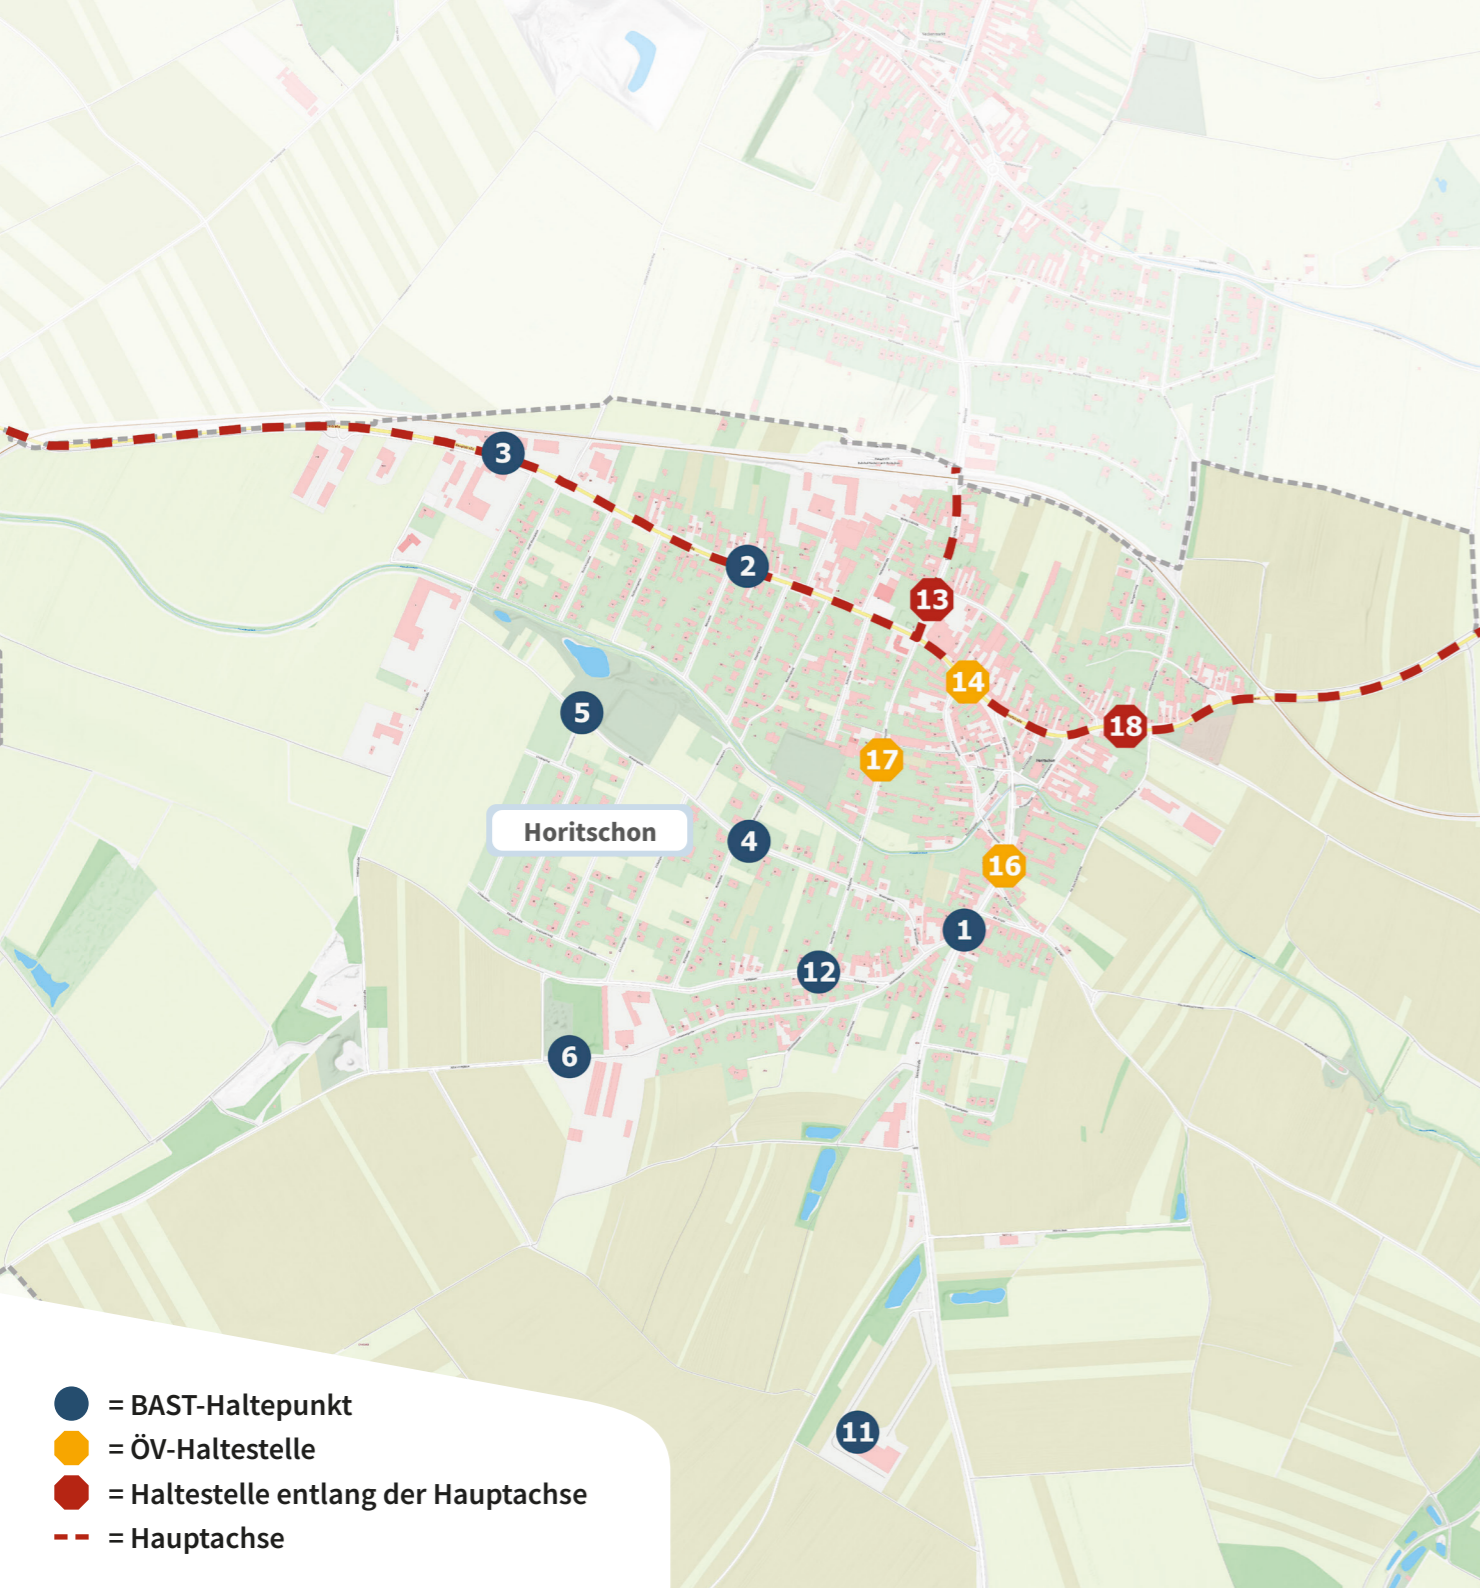 3
2
13
14
5
18
17
Horitschon
4
16
1
12
6
11
= BAST-Haltepunkt
= ÖV-Haltestelle
= Haltestelle entlang der Hauptachse
= Hauptachse